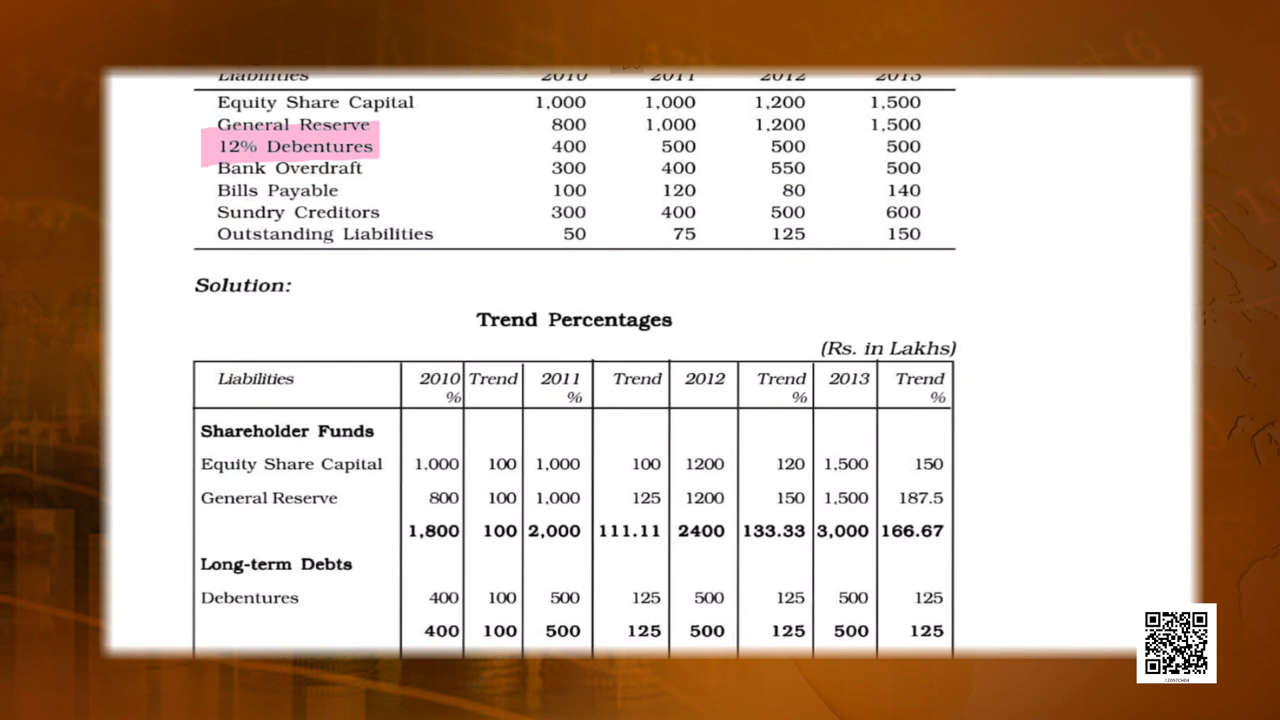 Liabilities 2010 2011 2012 2013
Equity Share Capital 1,000 1,000 1,200 1,500
General Reserve 800 1,000 1,200 1,500
12% Debentures 400 500 500 500
Bank Overdraft 300 400 550 500
Bills Payable 100 120 80 140
Sundry Creditors 300 400 500 600
Outstanding Liabilities 50 75 125 150
Solution:
Trend Percentages
(Rs. in Lakhs)
Liabilities 2010 Trend 2011 Trend 2012 Trend 2013 Trend
% % % %
Shareholder Funds
Equity Share Capital 1,000 100 1,000 100 1200 120 1,500 150
General Reserve 800 100 1,000 125 1200 150 1,500 187.5
1,800 100 2,000 111.11 2400 133.33 3,000 166.67
Long-term Debts
Debentures 400 100 500 125 500 125 500 125
400 100 500 125 500 125 500 125